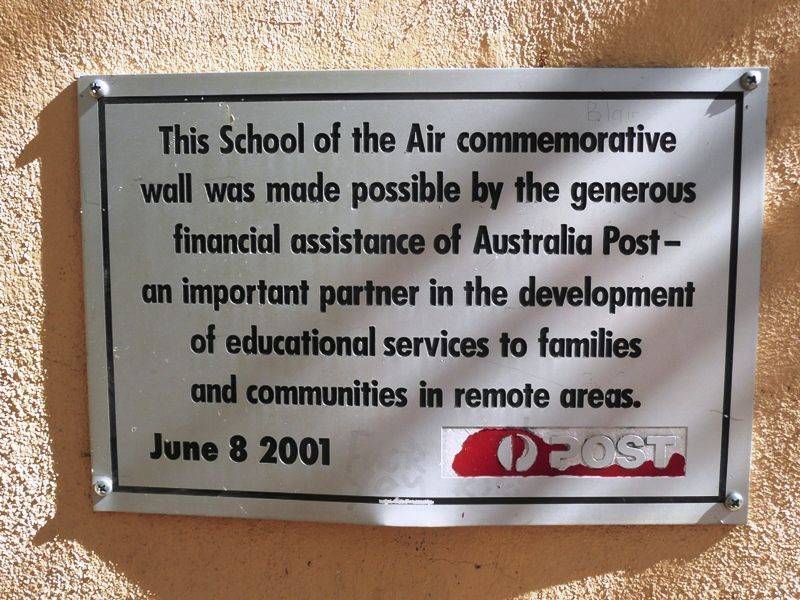 This School of the Air commemorative
wall was made possible by the generous
financial assistance of Australia Post–
an important partner in the development
of educational services to families
and communities in remote areas.
June 8 2001
POST